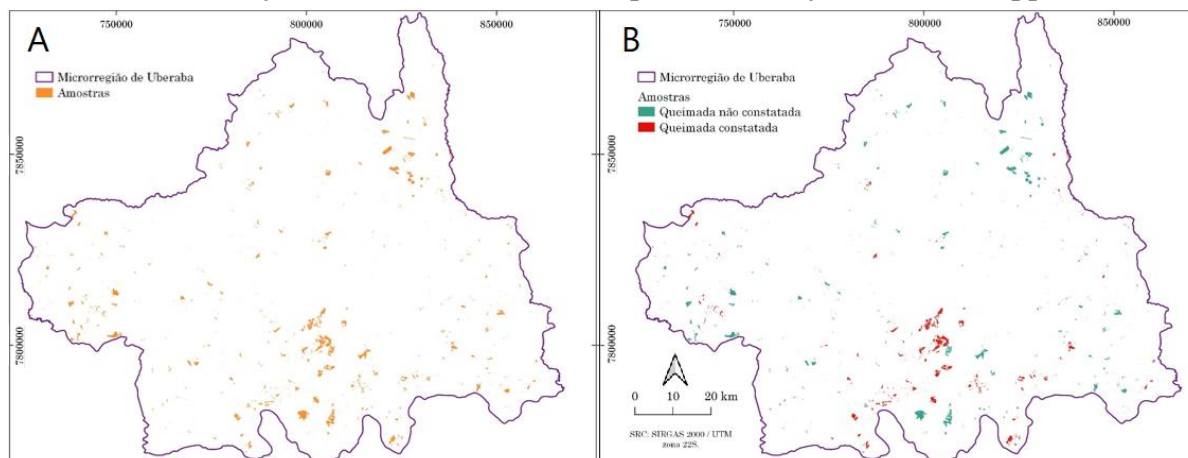 750000 800000 850000
A
Microrregião de Uberaba
Amostras
7850000
7800000
750000 800000 850000
B
Microrregião de Uberaba
Amostras
Queimada não constatada
Queimada constatada
7850000
7800000
0 10 20 km
SRC: SIRGAS 2000 / UTM
zona 22S.